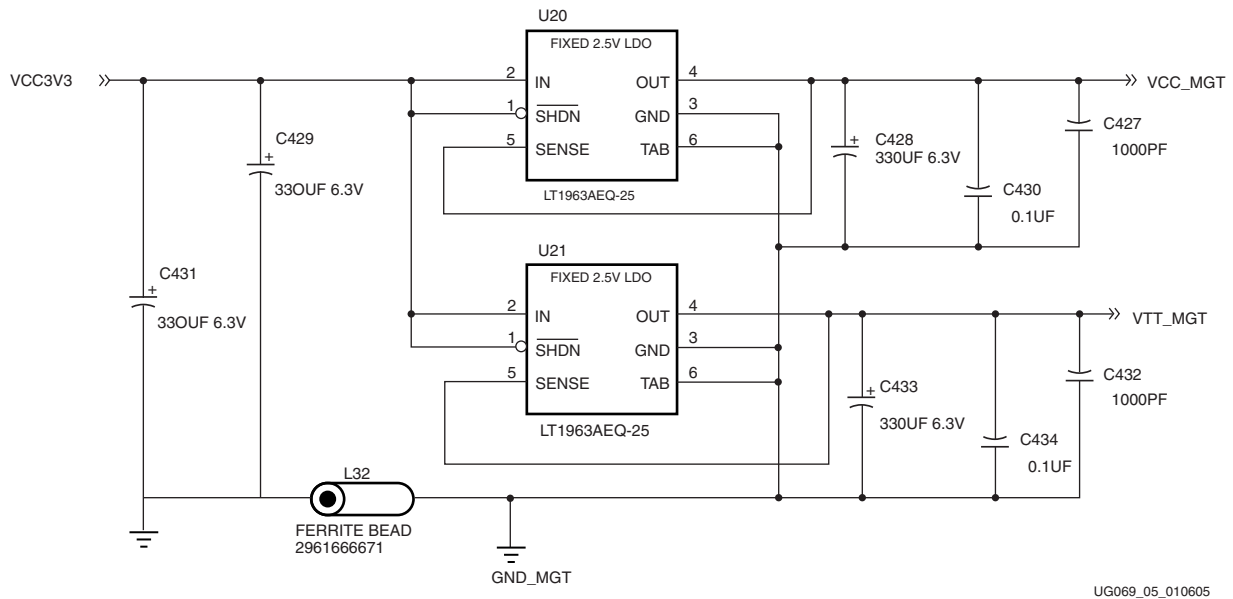 U20
FIXED 2.5V LDO
VCC3V3
2
IN
OUT
4
VCC_MGT
1
SHDN
GND
3
5
SENSE
TAB
6
LT1963AEQ-25
C429
+
33OUF 6.3V
+
C428
330UF 6.3V
C427
1000PF
C430
0.1UF
U21
FIXED 2.5V LDO
C431
+
33OUF 6.3V
2
IN
OUT
4
VTT_MGT
1
SHDN
GND
3
5
SENSE
TAB
6
LT1963AEQ-25
+
C433
330UF 6.3V
C432
1000PF
C434
0.1UF
L32
FERRITE BEAD
2961666671
GND_MGT
UG069_05_010605